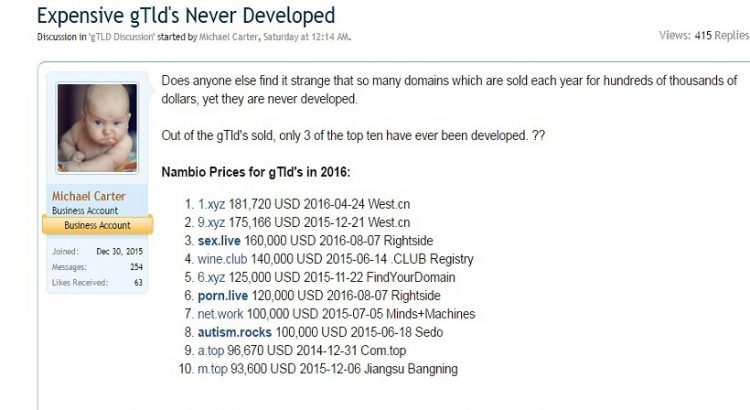 Expensive gTld's Never Developed
Discussion in 'gTLD Discussion' started by Michael Carter, Saturday at 12:14 AM.
Views: 415 Replies
Does anyone else find it strange that so many domains which are sold each year for hundreds of thousands of
dollars, yet they are never developed.
Out of the gTld's sold, only 3 of the top ten have ever been developed. ??
Nambio Prices for gTld's in 2016:
1. 1.xyz 181,720 USD 2016-04-24 West.cn
2. 9.xyz 175,166 USD 2015-12-21 West.cn
3. sex.live 160,000 USD 2016-08-07 Rightside
4. wine.club 140,000 USD 2015-06-14 .CLUB Registry
5. 6.xyz 125,000 USD 2015-11-22 FindYourDomain
6. porn.live 120,000 USD 2016-08-07 Rightside
7. net.work 100,000 USD 2015-07-05 Minds+Machines
8. autism.rocks 100,000 USD 2015-06-18 Sedo
9. a.top 96,670 USD 2014-12-31 Com.top
10. m.top 93,600 USD 2015-12-06 Jiangsu Bangning
Michael Carter
Business Account
Business Account
Joined: Dec 30, 2015
Messages: 254
Likes Received: 63